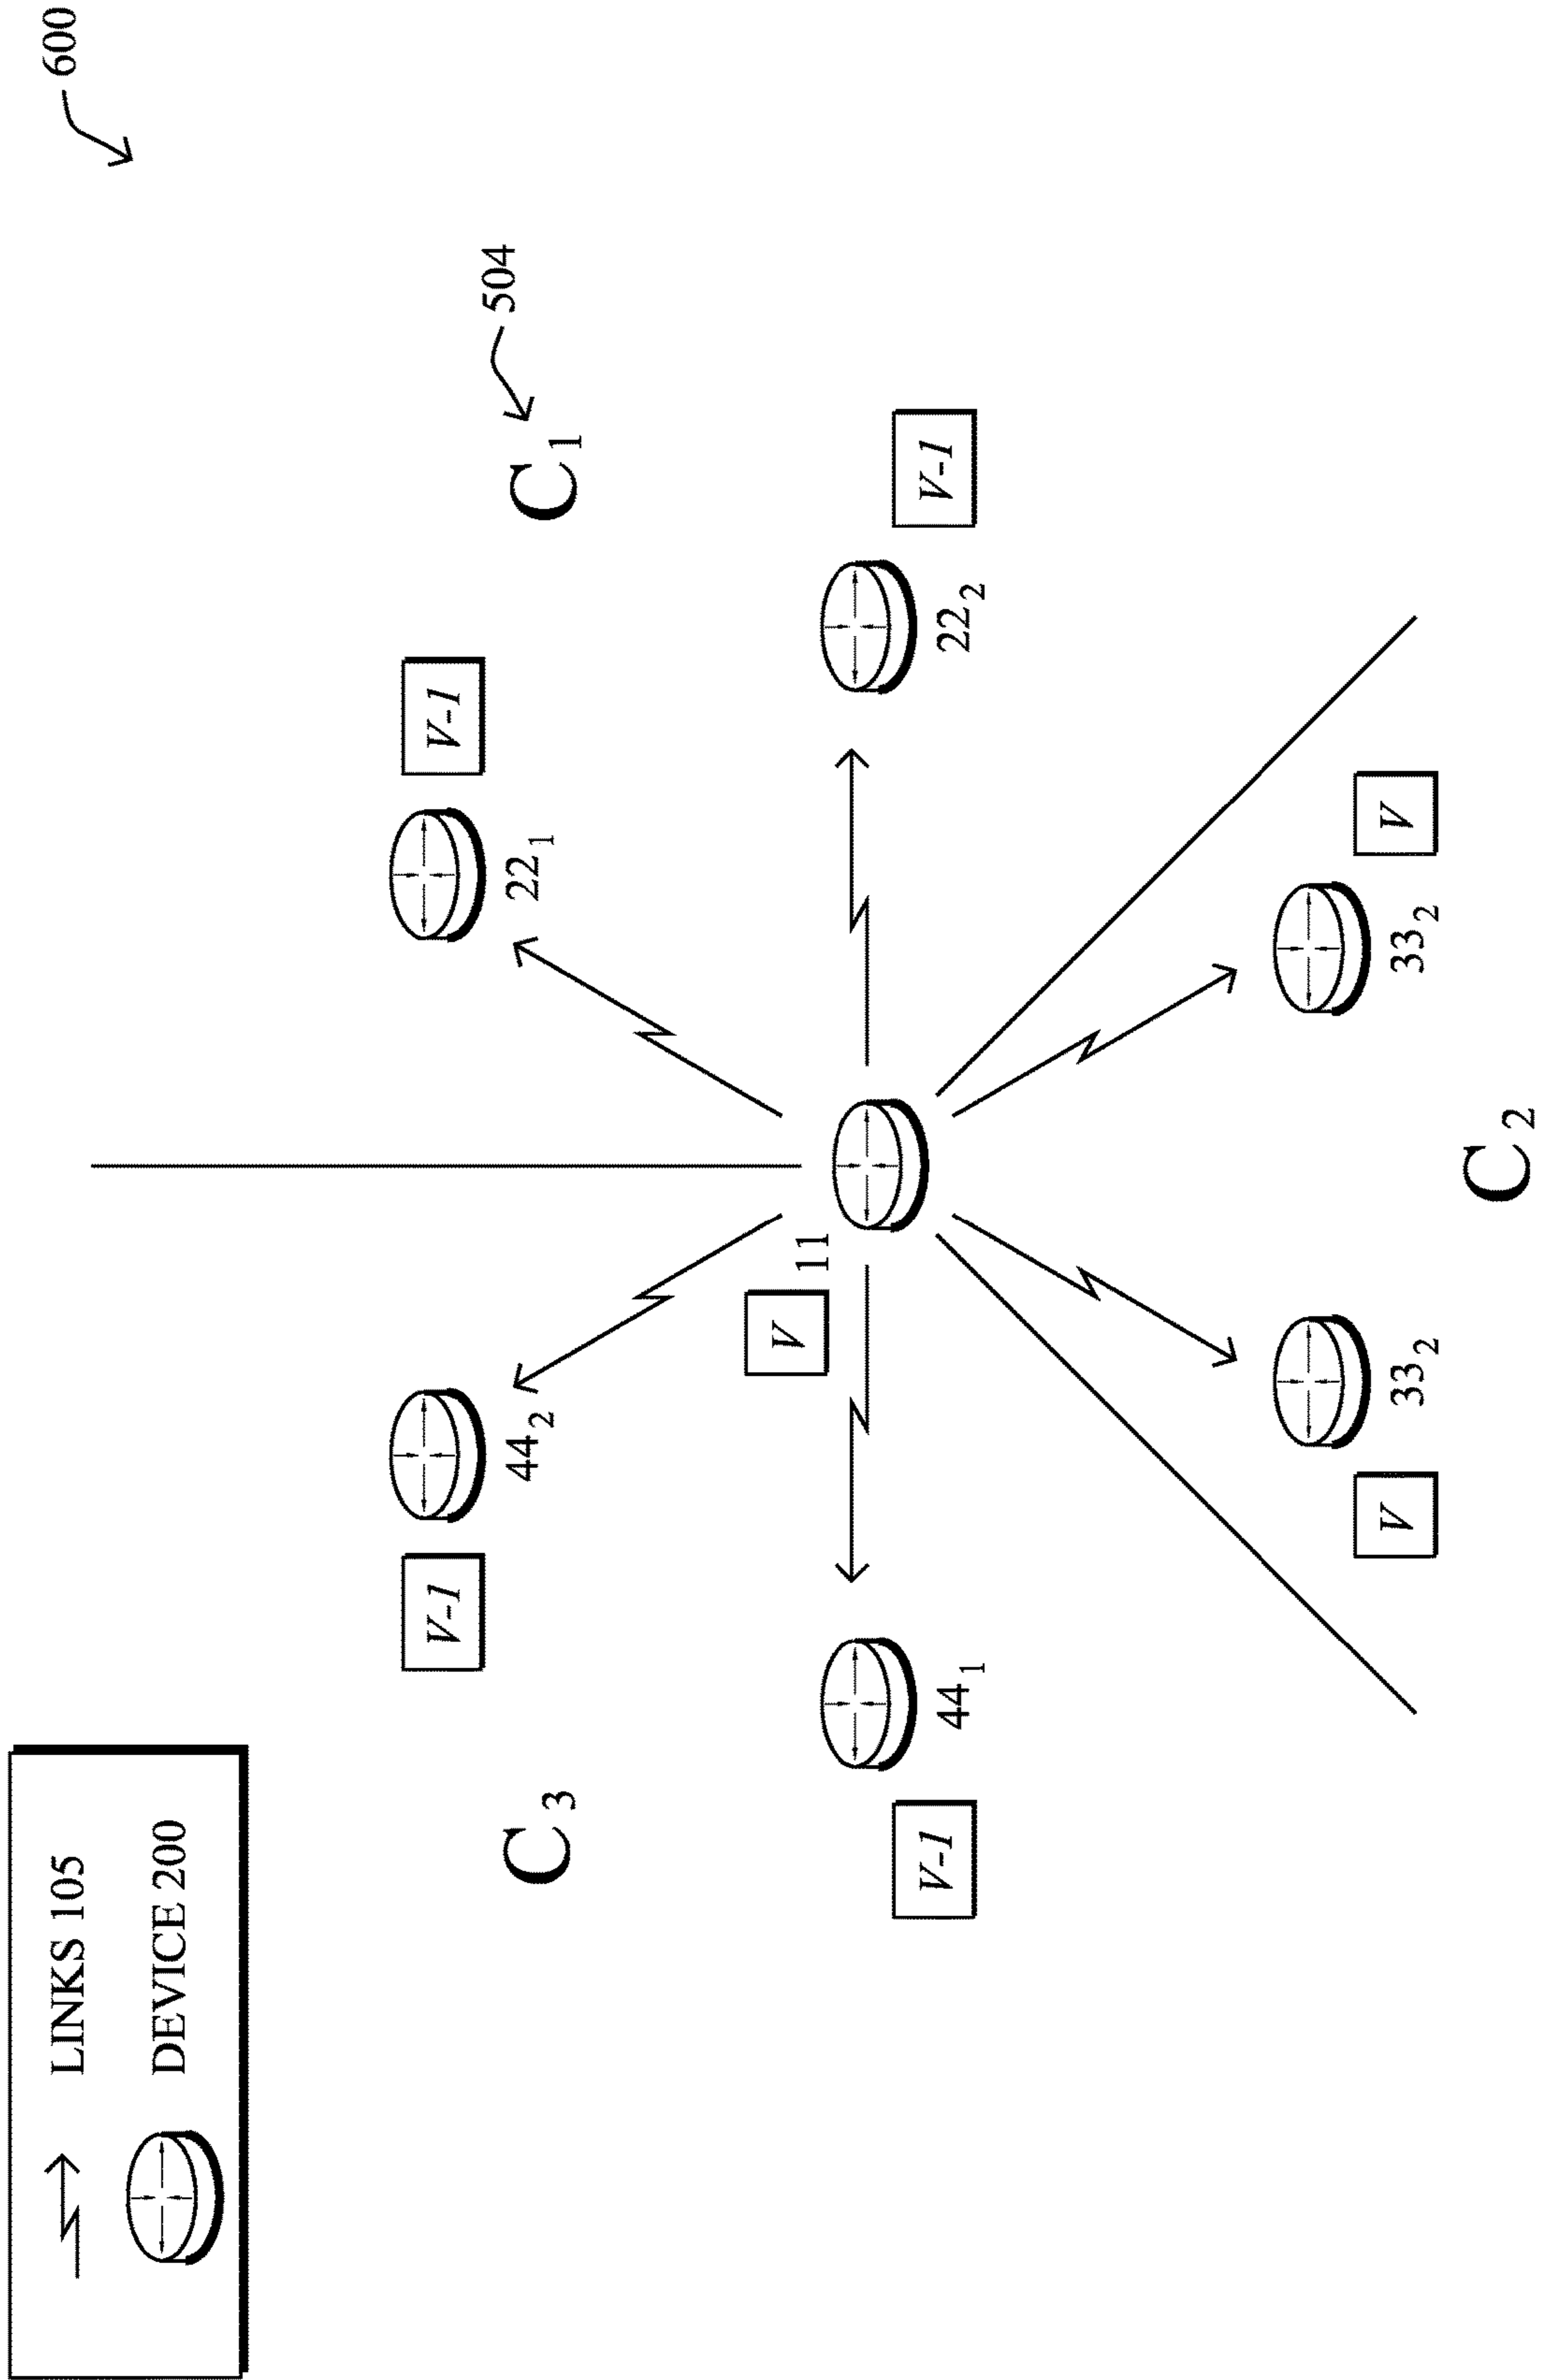 LINKS 105
DEVICE 200
600
C₃
C₁
504
V-1
44₂
22₁
V-1
V
11
V-1
44₁
22₂
V-1
V
33₂
33₂
V
C₂